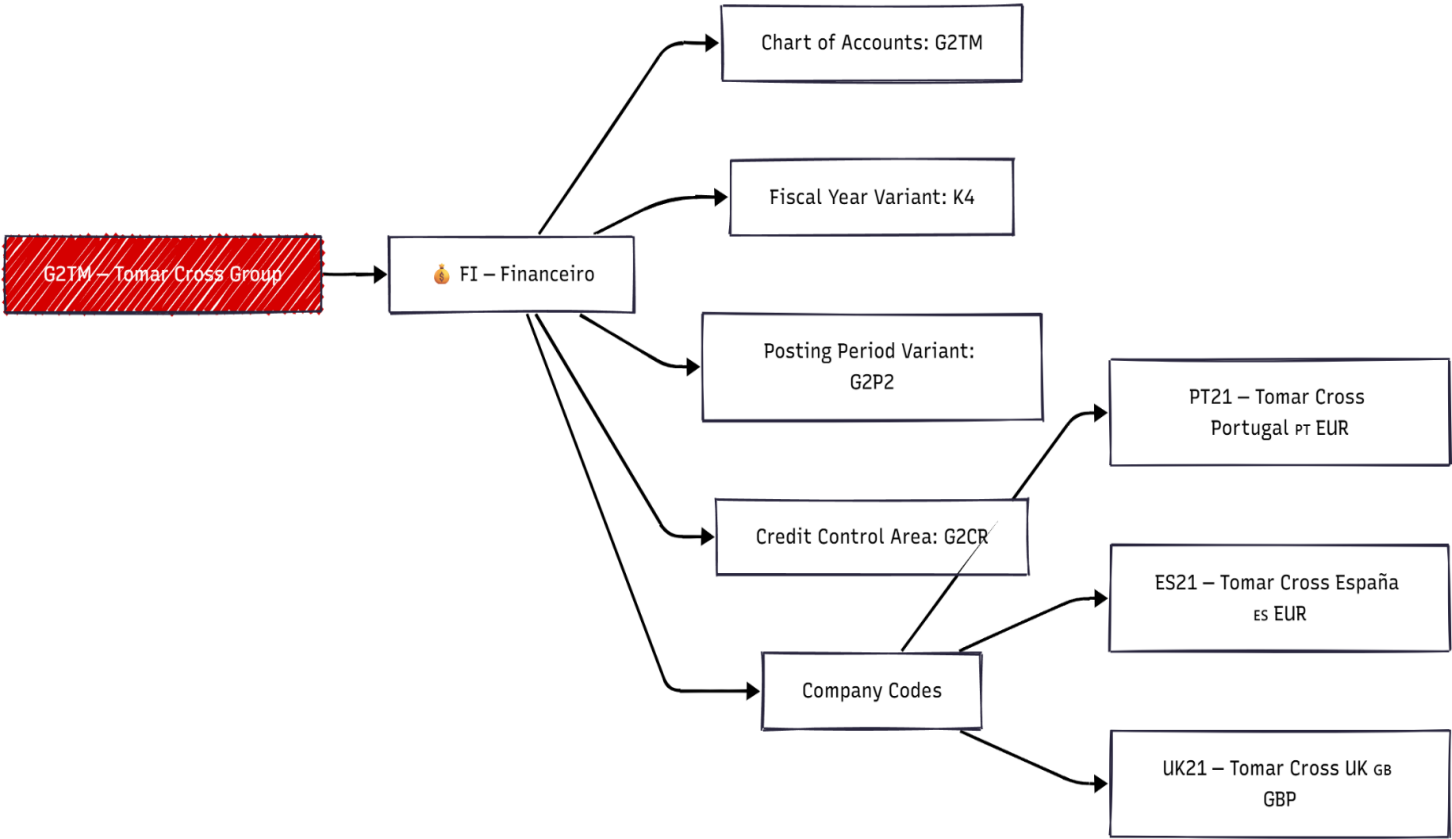 Chart of Accounts: G2TM
Fiscal Year Variant: K4
G2TM – Tomar Cross Group
💰 FI – Financeiro
Posting Period Variant:
G2P2
PT21 – Tomar Cross
Portugal PT EUR
Credit Control Area: G2CR
ES21 – Tomar Cross España
ES EUR
Company Codes
UK21 – Tomar Cross UK GB
GBP